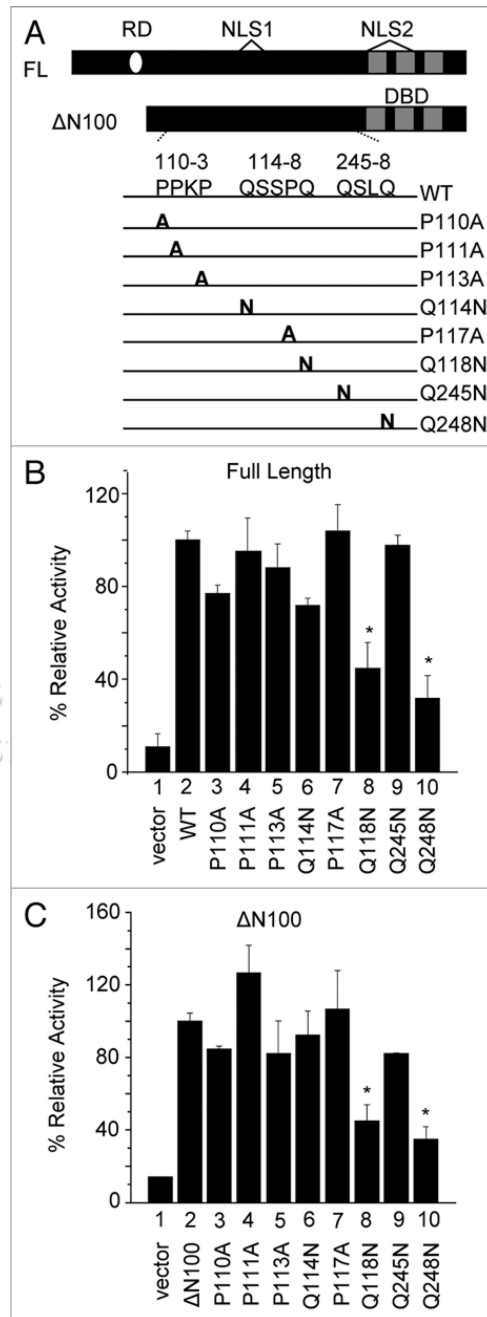 A
RD NLS1 NLS2
FL
DBD
ΔN100
110-3 114-8 245-8
PPKP QSSPQ QSLQ
WT
A P110A
A P111A
A P113A
N Q114N
A P117A
N Q118N
N Q245N
N Q248N
B
Full Length
% Relative Activity
120
80
40
0
* *
1 2 3 4 5 6 7 8 9 10
vector WT P110A P111A P113A Q114N P117A Q118N Q245N Q248N
C
ΔN100
% Relative Activity
160
120
80
40
0
* *
1 2 3 4 5 6 7 8 9 10
vector ΔN100 P110A P111A P113A Q114N P117A Q118N Q245N Q248N